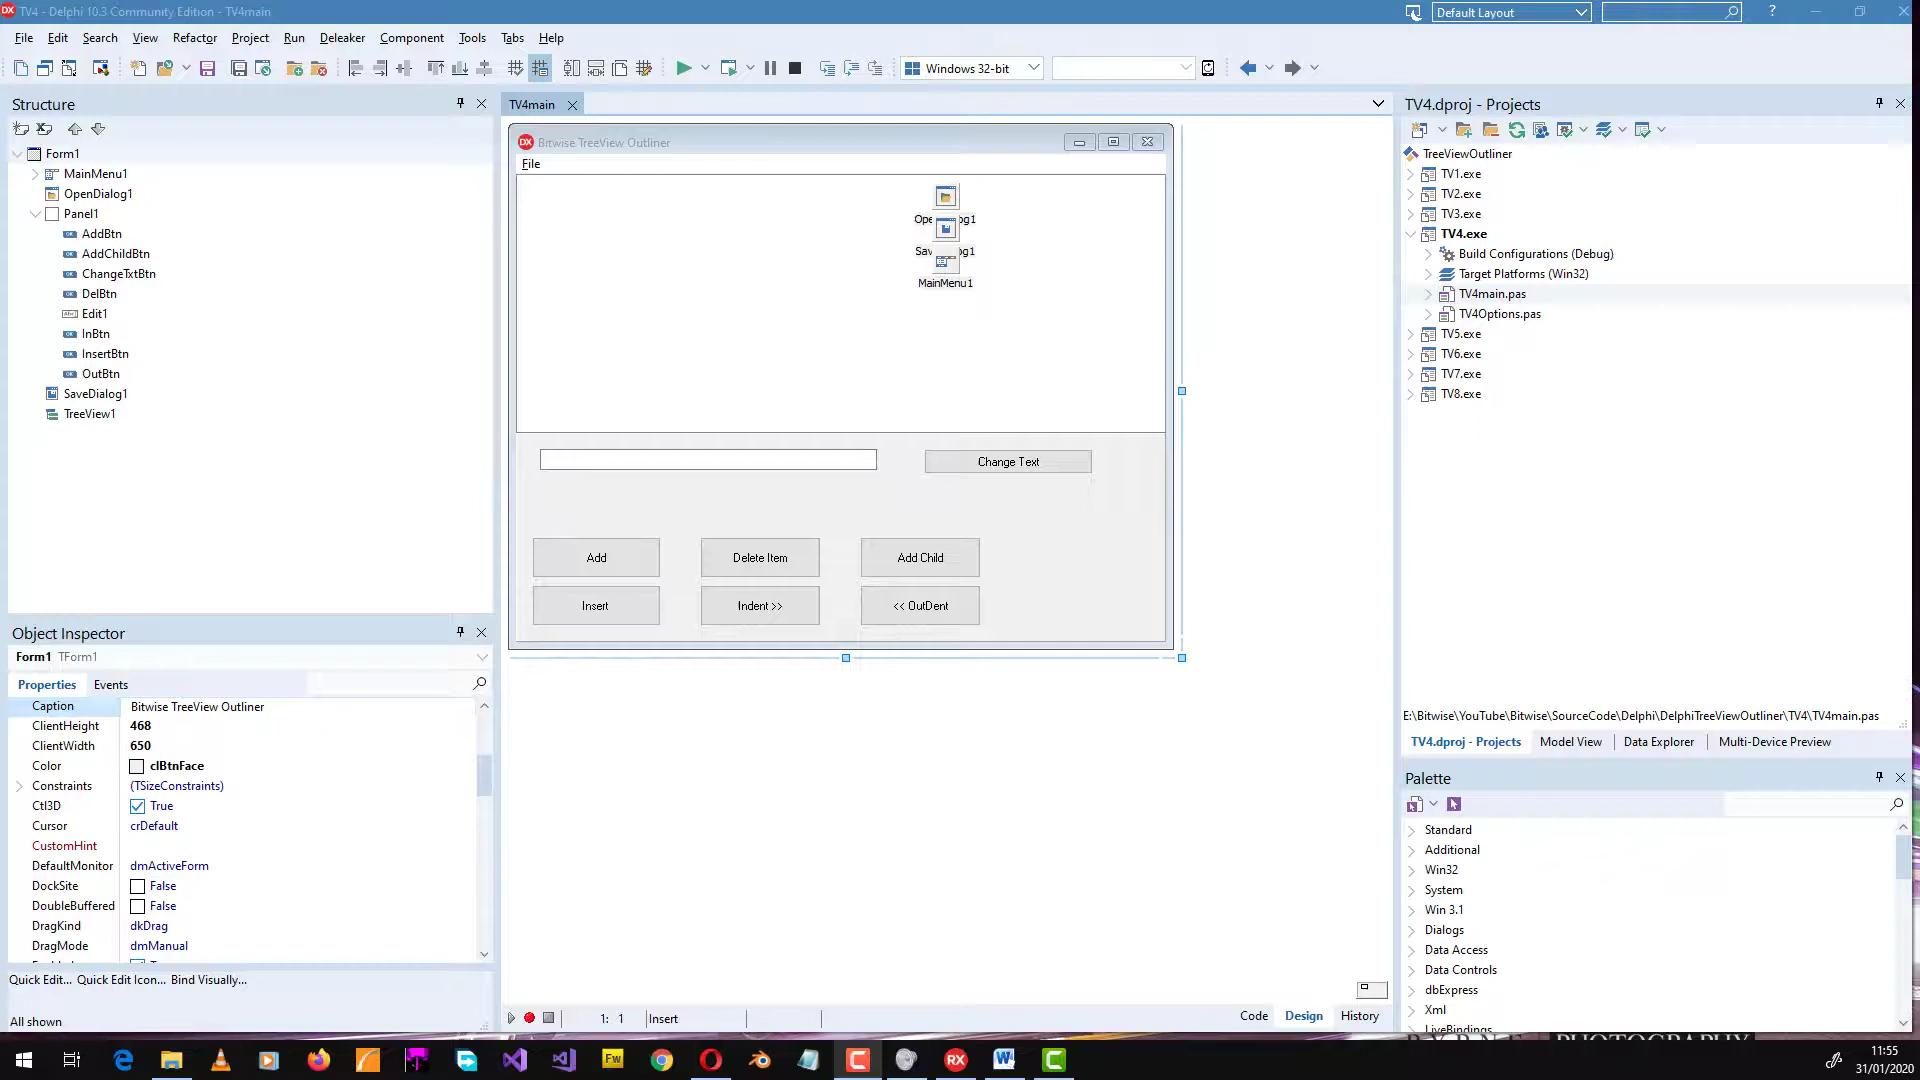 TV4 - Delphi 10.3 Community Edition - TV4main
Default Layout
?
File Edit Search View Refactor Project Run Deleaker Component Tools Tabs Help
Windows 32-bit
Structure
Form1
MainMenu1
OpenDialog1
Panel1
AddBtn
AddChildBtn
ChangeTxtBtn
DelBtn
Edit1
InBtn
InsertBtn
OutBtn
SaveDialog1
TreeView1
Object Inspector
Form1 TForm1
Properties Events
Caption Bitwise TreeView Outliner
ClientHeight 468
ClientWidth 650
Color clBtnFace
Constraints (TSizeConstraints)
Ctl3D True
Cursor crDefault
CustomHint
DefaultMonitor dmActiveForm
DockSite False
DoubleBuffered False
DragKind dkDrag
DragMode dmManual
Quick Edit... Quick Edit Icon... Bind Visually...
All shown
TV4main
Bitwise TreeView Outliner
File
MainMenu1
Change Text
Add Delete Item Add Child
Insert Indent >> << OutDent
1: 1 Insert
Code Design History
TV4.dproj - Projects
TreeViewOutliner
TV1.exe
TV2.exe
TV3.exe
TV4.exe
Build Configurations (Debug)
Target Platforms (Win32)
TV4main.pas
TV4Options.pas
TV5.exe
TV6.exe
TV7.exe
TV8.exe
E:\Bitwise\YouTube\Bitwise\SourceCode\Delphi\DelphiTreeViewOutliner\TV4\TV4main.pas
TV4.dproj - Projects Model View Data Explorer Multi-Device Preview
Palette
Standard
Additional
Win32
System
Win 3.1
Dialogs
Data Access
Data Controls
dbExpress
Xml
LiveBindings
11:55
31/01/2020